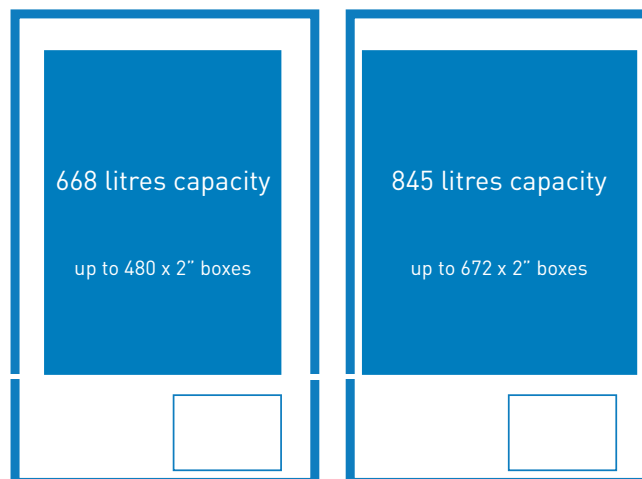 668 litres capacity
up to 480 x 2” boxes
845 litres capacity
up to 672 x 2” boxes